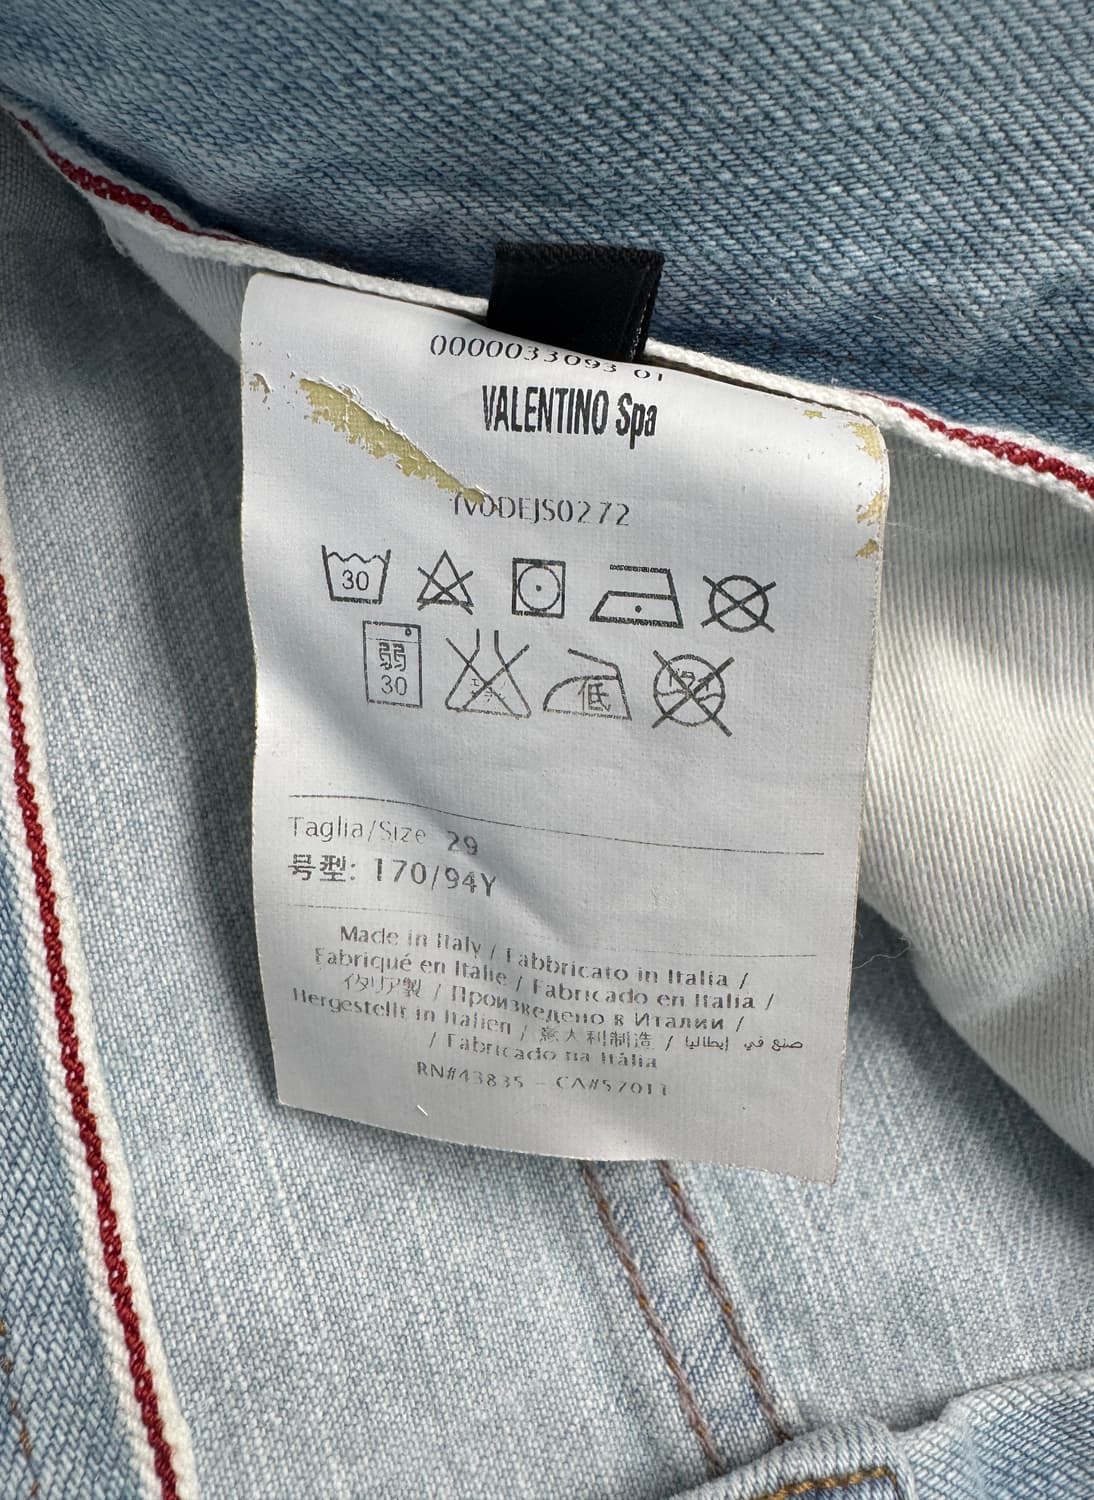 0000033093 01
VALENTINO Spa
IV0DEJS0272
30
弱
30
低
Taglia/Size 29
号型: 170/94Y
Made in Italy / Fabbricato in Italia /
Fabriqué en Italie / Fabricado en Italia /
イタリア製 / Произведено в Италии /
Hergestellt in Italien / 意大利制造 / صنع في إيطاليا
/ Fabricado na Itália
RN#43835 - CA#57011